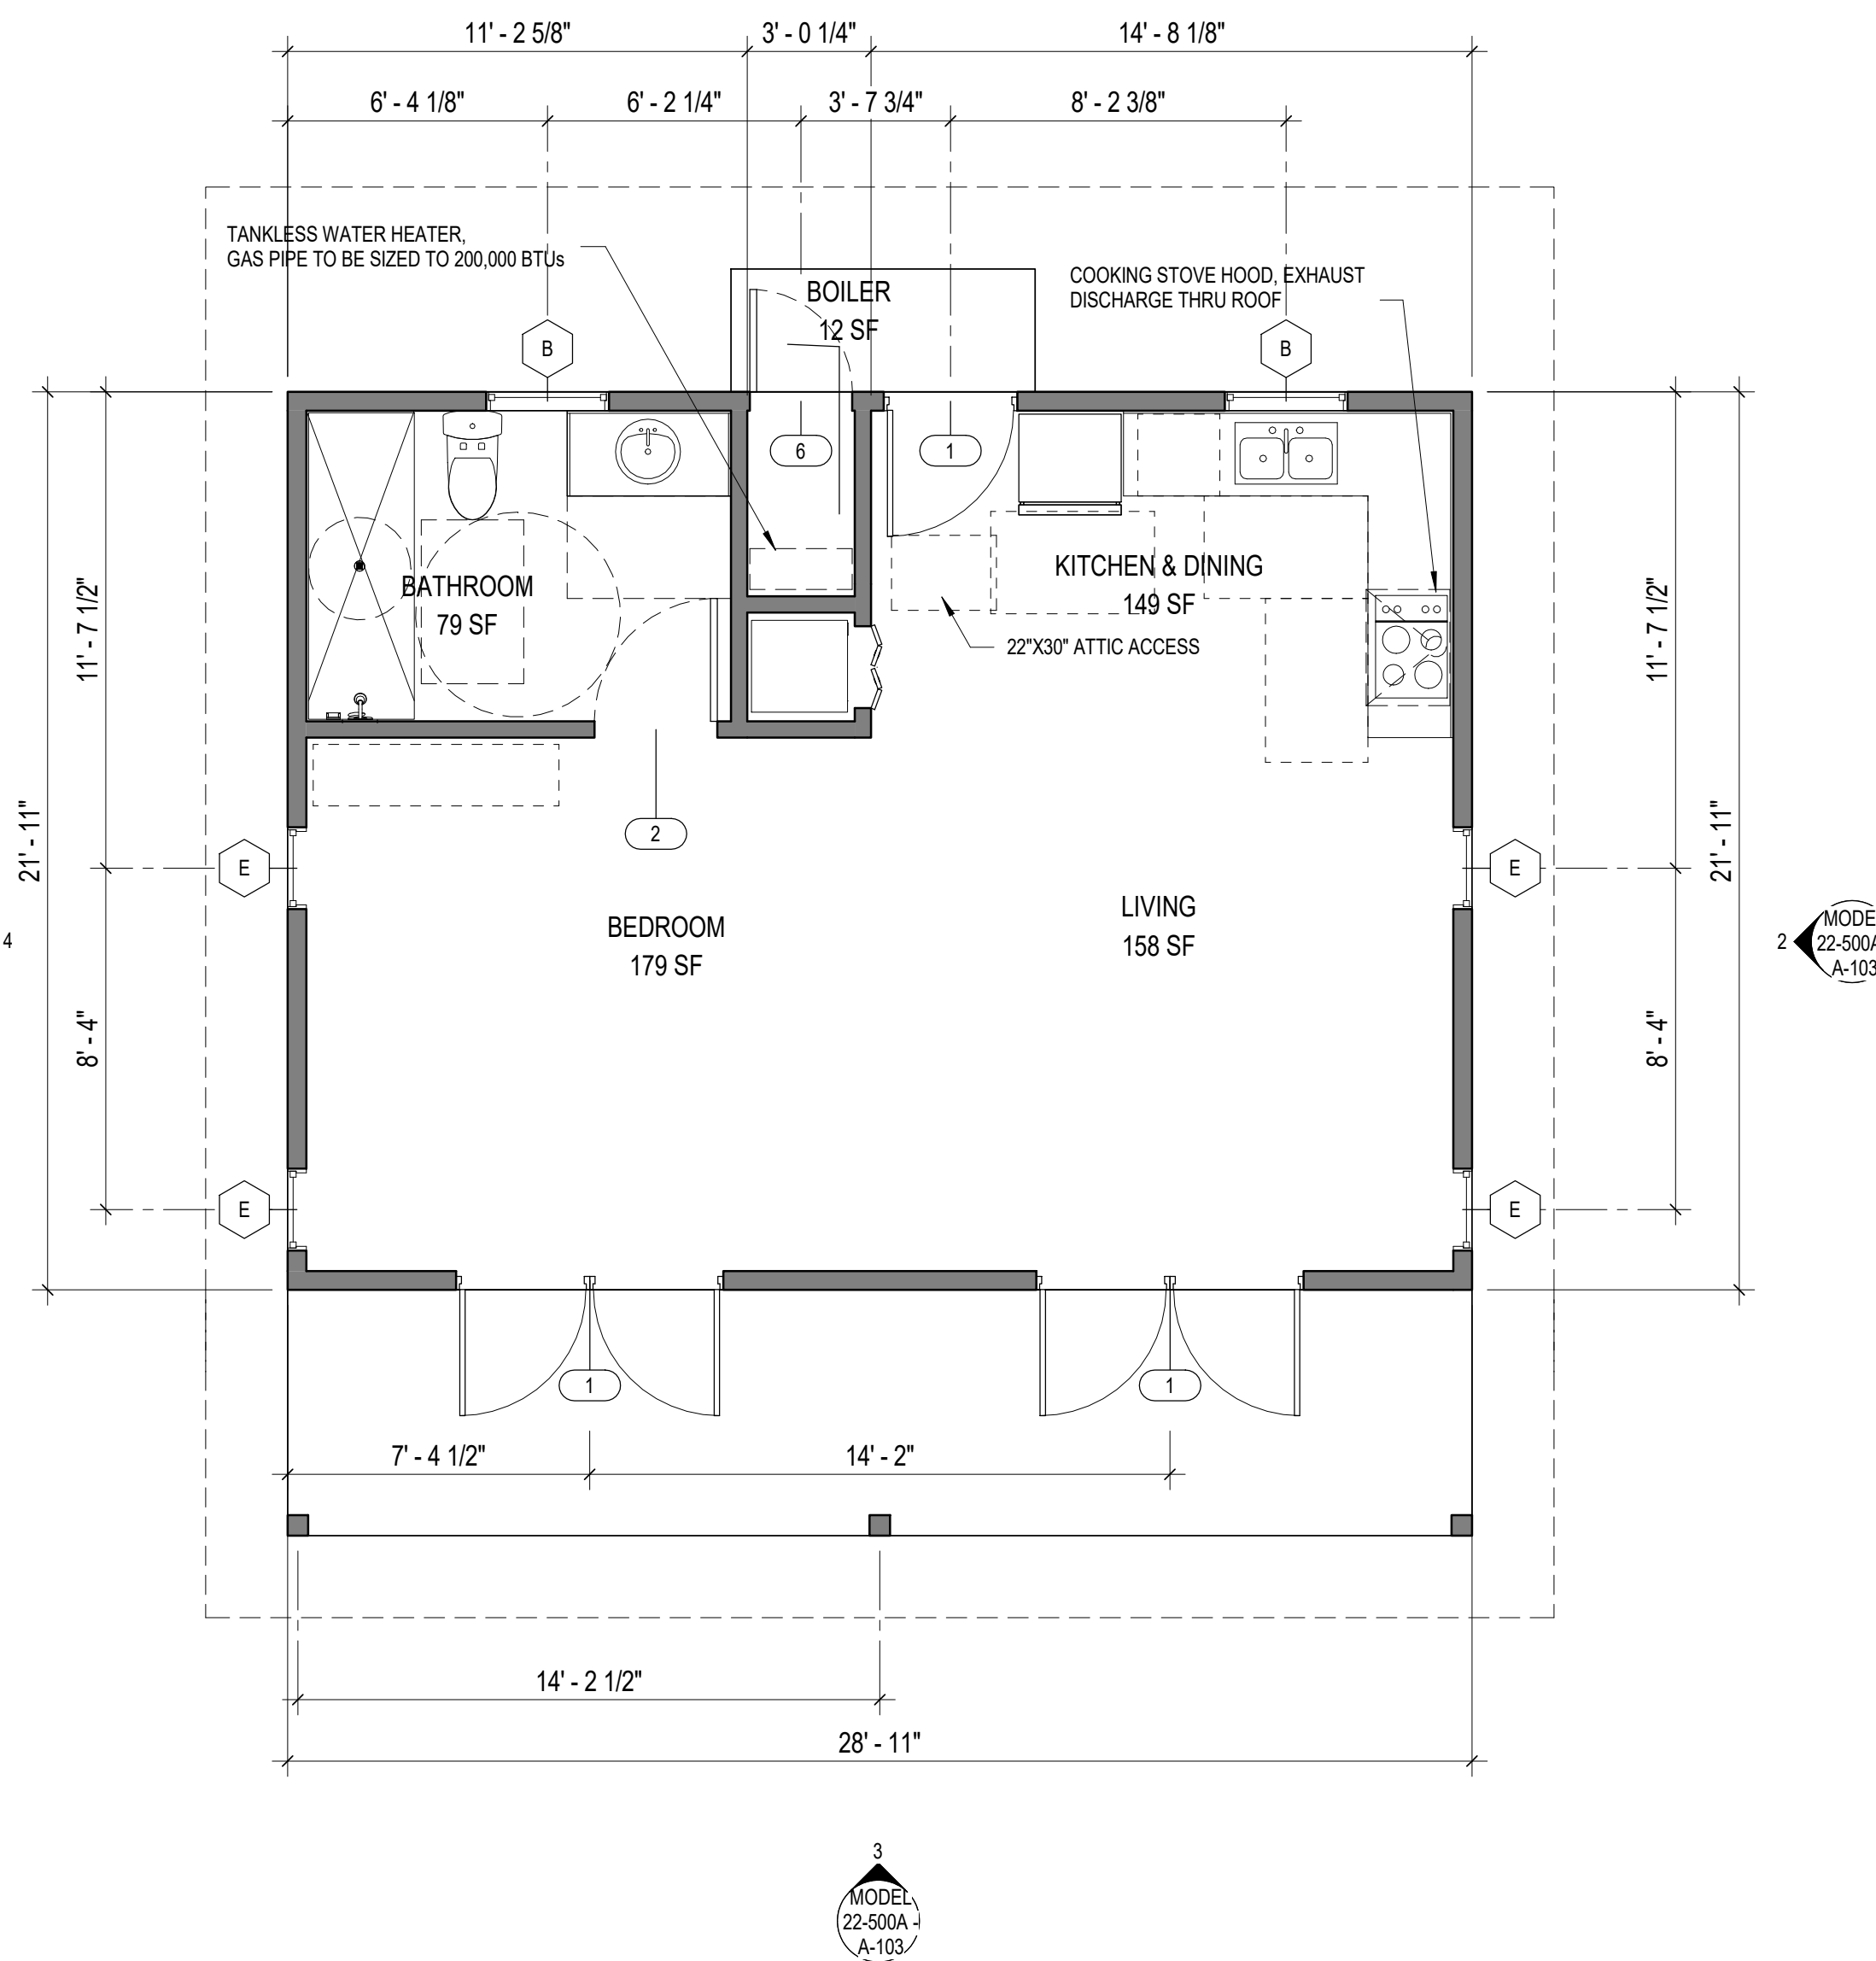 11' - 2 5/8"
3' - 0 1/4"
14' - 8 1/8"
6' - 4 1/8"
6' - 2 1/4"
3' - 7 3/4"
8' - 2 3/8"
TANKLESS WATER HEATER,
GAS PIPE TO BE SIZED TO 200,000 BTUs
BOILER
12 SF
COOKING STOVE HOOD, EXHAUST
DISCHARGE THRU ROOF
B
B
6
1
BATHROOM
79 SF
KITCHEN & DINING
149 SF
22"X30" ATTIC ACCESS
11' - 7 1/2"
11' - 7 1/2"
21' - 11"
21' - 11"
2
E
E
BEDROOM
179 SF
LIVING
158 SF
4
2
MODE
22-500A
A-103
8' - 4"
8' - 4"
E
E
1
1
7' - 4 1/2"
14' - 2"
14' - 2 1/2"
28' - 11"
3
MODEL
22-500A -
A-103